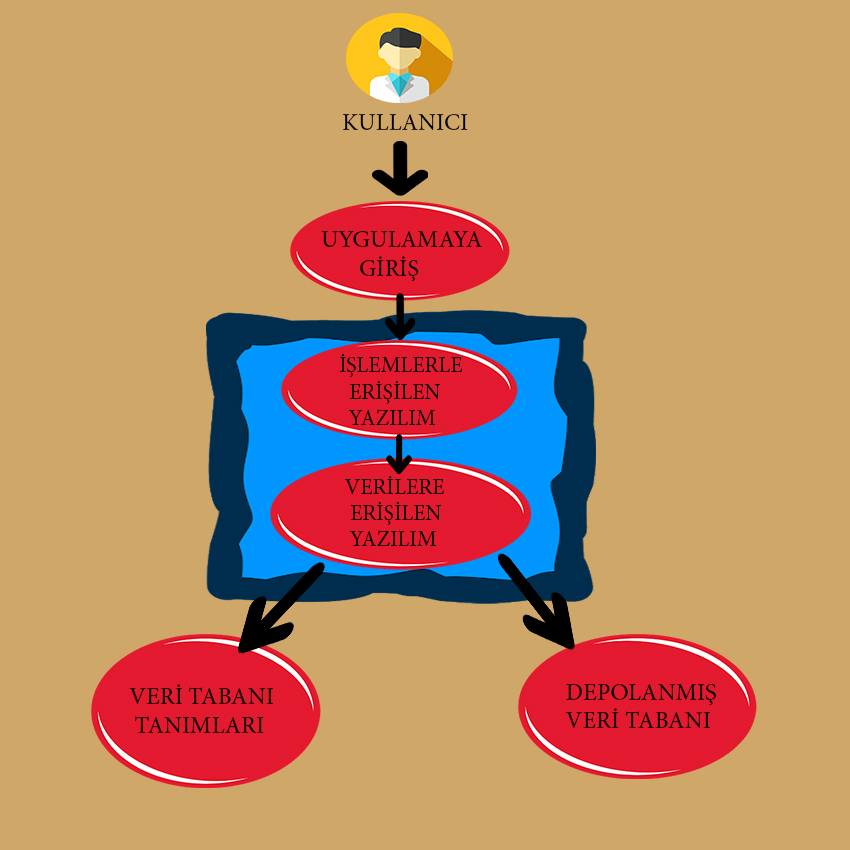 KULLANICI
UYGULAMAYA
GİRİŞ
İŞLEMLERLE
ERİŞİLEN
YAZILIM
VERİLERE
ERİŞİLEN
YAZILIM
VERİ TABANI
TANIMLARI
DEPOLANMIŞ
VERİ TABANI